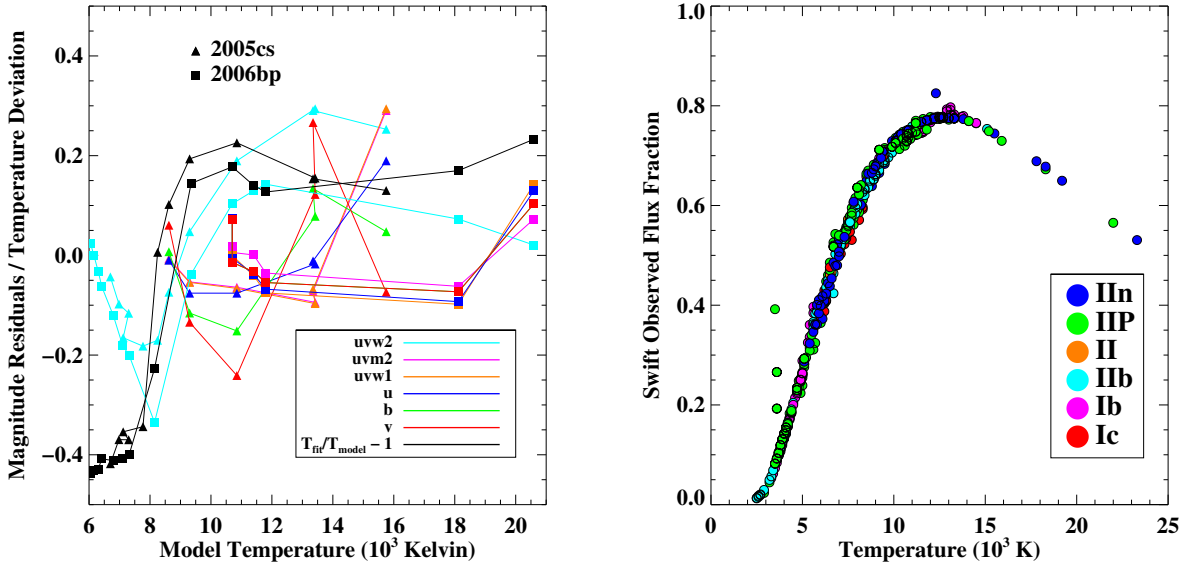 Magnitude Residuals / Temperature Deviation
0.4
0.2
0.0
−0.2
−0.4
2005cs
2006bp
uvw2
uvm2
uvw1
u
b
v
T_fit/T_model − 1
6 8 10 12 14 16 18 20
Model Temperature (10³ Kelvin)
Swift Observed Flux Fraction
1.0
0.8
0.6
0.4
0.2
0.0
IIn
IIP
II
IIb
Ib
Ic
0 5 10 15 20 25
Temperature (10³ K)